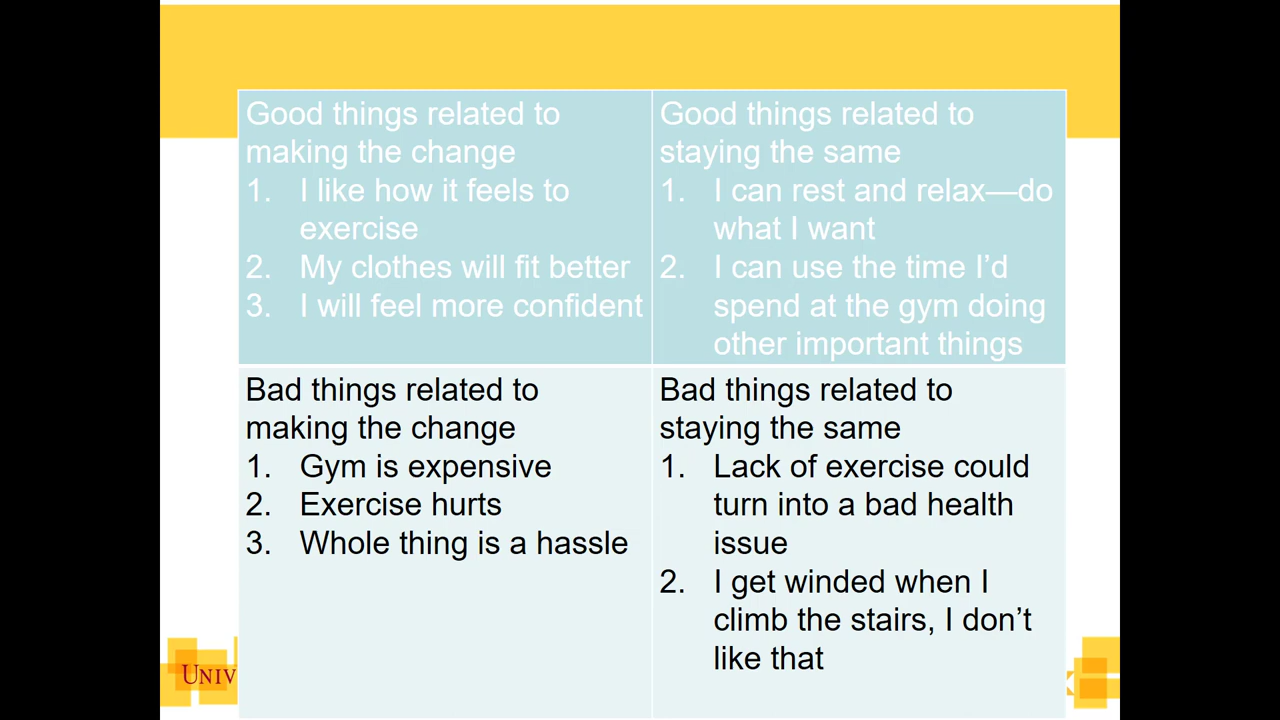 Good things related to
making the change
1. I like how it feels to
exercise
2. My clothes will fit better
3. I will feel more confident
Good things related to
staying the same
1. I can rest and relax—do
what I want
2. I can use the time I’d
spend at the gym doing
other important things
Bad things related to
making the change
1. Gym is expensive
2. Exercise hurts
3. Whole thing is a hassle
Bad things related to
staying the same
1. Lack of exercise could
turn into a bad health
issue
2. I get winded when I
climb the stairs, I don’t
like that
UNIV